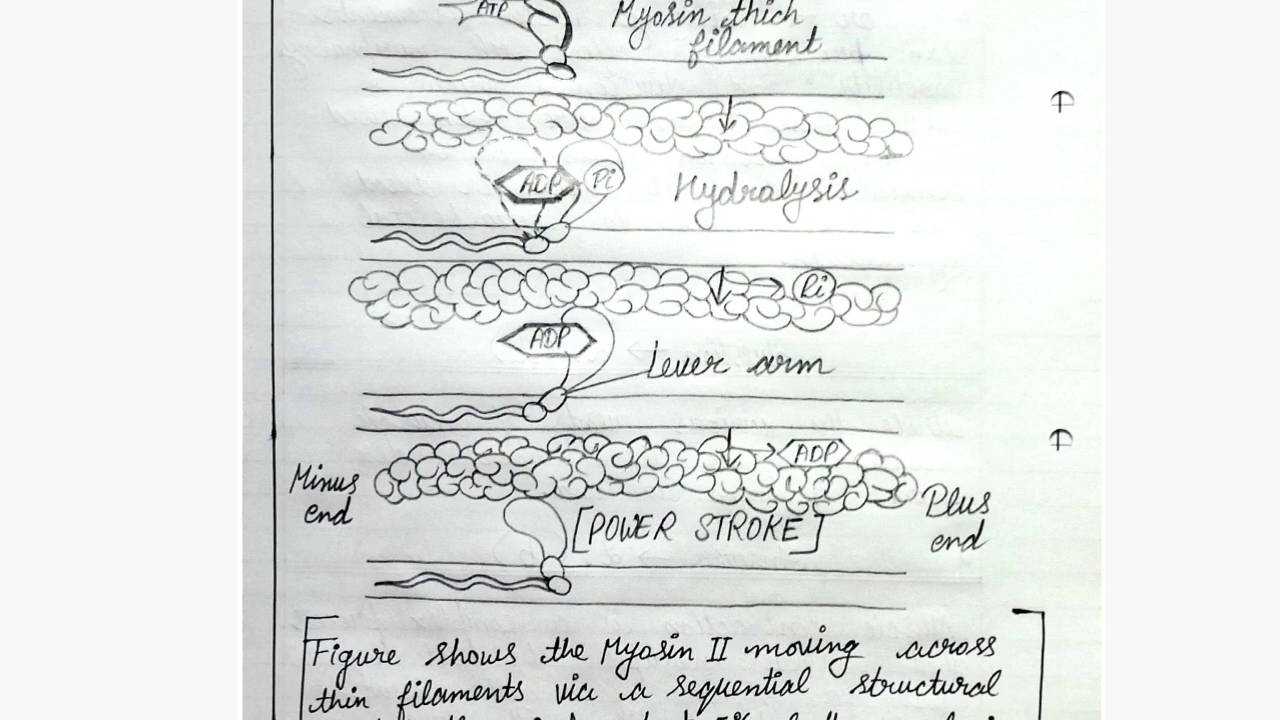 ATP
Myosin thich
filament
ADP
Pi
Hydralysis
Pi
ADP
Lever arm
ADP
Minus
end
Plus
end
[POWER STROKE]
Figure shows the Myosin II moving across
thin filaments via a sequential structural